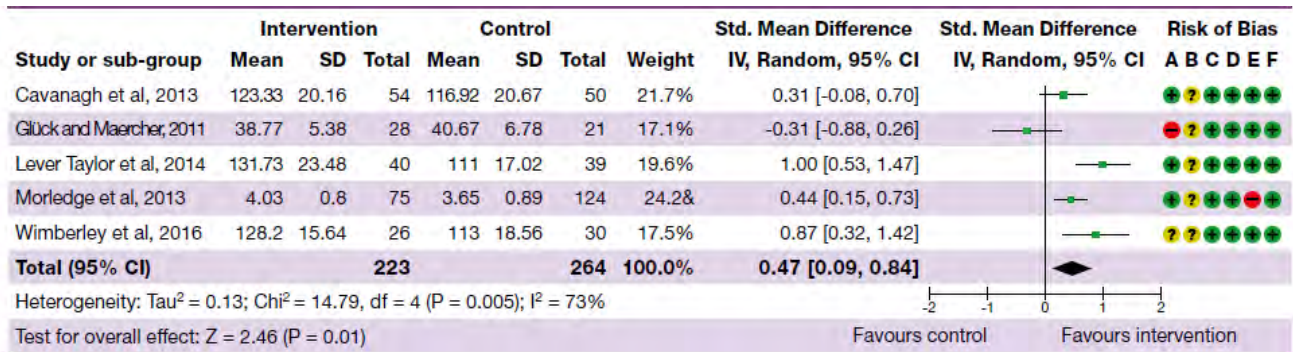 Intervention Control Std. Mean Difference Std. Mean Difference Risk of Bias
Study or sub-group Mean SD Total Mean SD Total Weight IV, Random, 95% CI IV, Random, 95% CI A B C D E F
Cavanagh et al, 2013 123.33 20.16 54 116.92 20.67 50 21.7% 0.31 [-0.08, 0.70] + ? + + + +
Glück and Maercher, 2011 38.77 5.38 28 40.67 6.78 21 17.1% -0.31 [-0.88, 0.26] − ? + + + +
Lever Taylor et al, 2014 131.73 23.48 40 111 17.02 39 19.6% 1.00 [0.53, 1.47] + ? + + + +
Morledge et al, 2013 4.03 0.8 75 3.65 0.89 124 24.2& 0.44 [0.15, 0.73] + ? + + − +
Wimberley et al, 2016 128.2 15.64 26 113 18.56 30 17.5% 0.87 [0.32, 1.42] ? ? + + + +
Total (95% CI) 223 264 100.0% 0.47 [0.09, 0.84]
Heterogeneity: Tau² = 0.13; Chi² = 14.79, df = 4 (P = 0.005); I² = 73%
-2 -1 0 1 2
Test for overall effect: Z = 2.46 (P = 0.01) Favours control Favours intervention